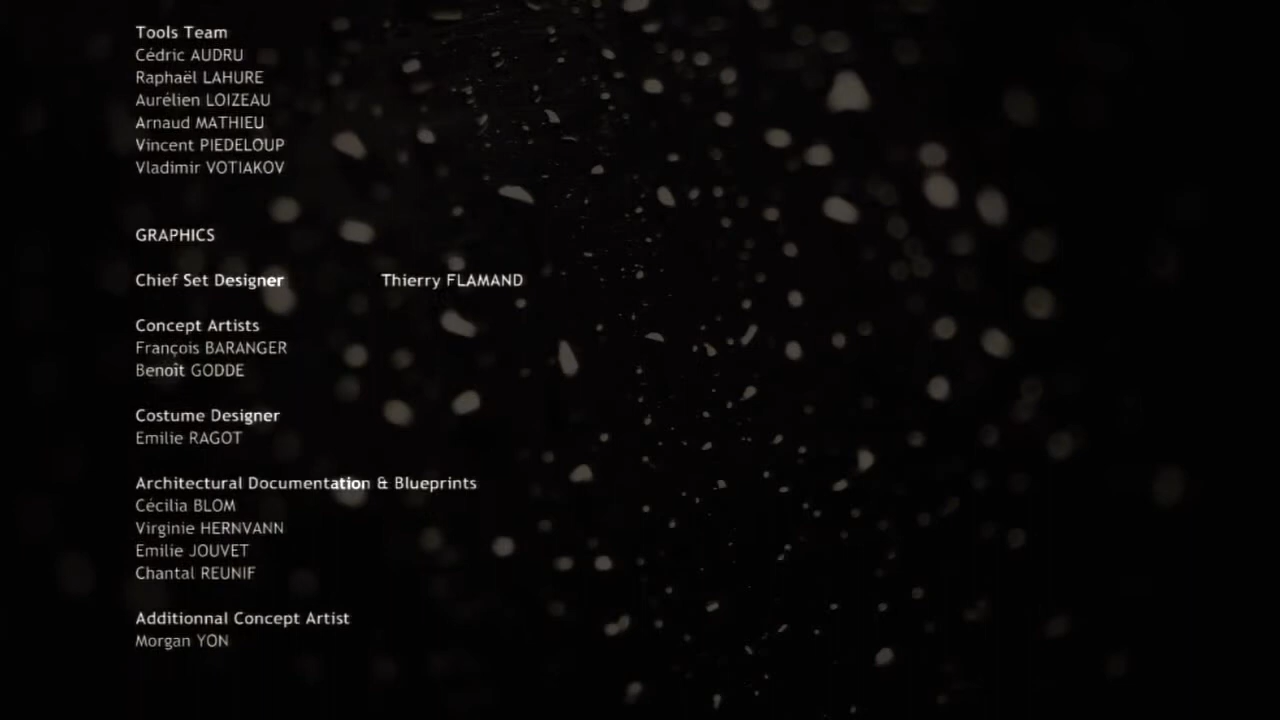 Tools Team
Cédric AUDRU
Raphaël LAHURE
Aurélien LOIZEAU
Arnaud MATHIEU
Vincent PIEDELOUP
Vladimir VOTIAKOV
GRAPHICS
Chief Set Designer Thierry FLAMAND
Concept Artists
François BARANGER
Benoît GODDE
Costume Designer
Emilie RAGOT
Architectural Documentation & Blueprints
Cécilia BLOM
Virginie HERNVANN
Emilie JOUVET
Chantal REUNIF
Additionnal Concept Artist
Morgan YON